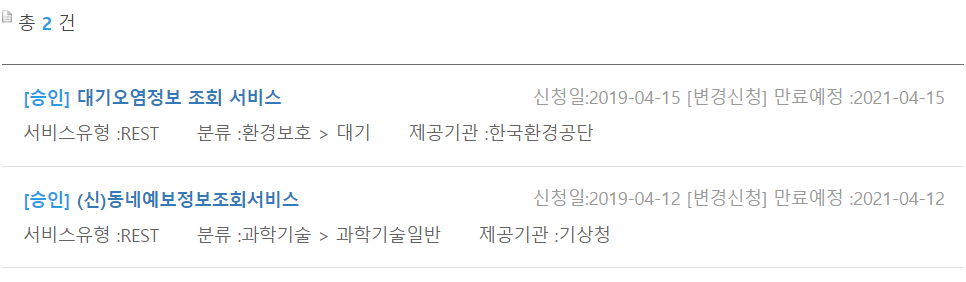 총 2 건
[승인] 대기오염정보 조회 서비스 신청일:2019-04-15 [변경신청] 만료예정 :2021-04-15
서비스유형 :REST 분류 :환경보호 > 대기 제공기관 :한국환경공단
[승인] (신)동네예보정보조회서비스 신청일:2019-04-12 [변경신청] 만료예정 :2021-04-12
서비스유형 :REST 분류 :과학기술 > 과학기술일반 제공기관 :기상청